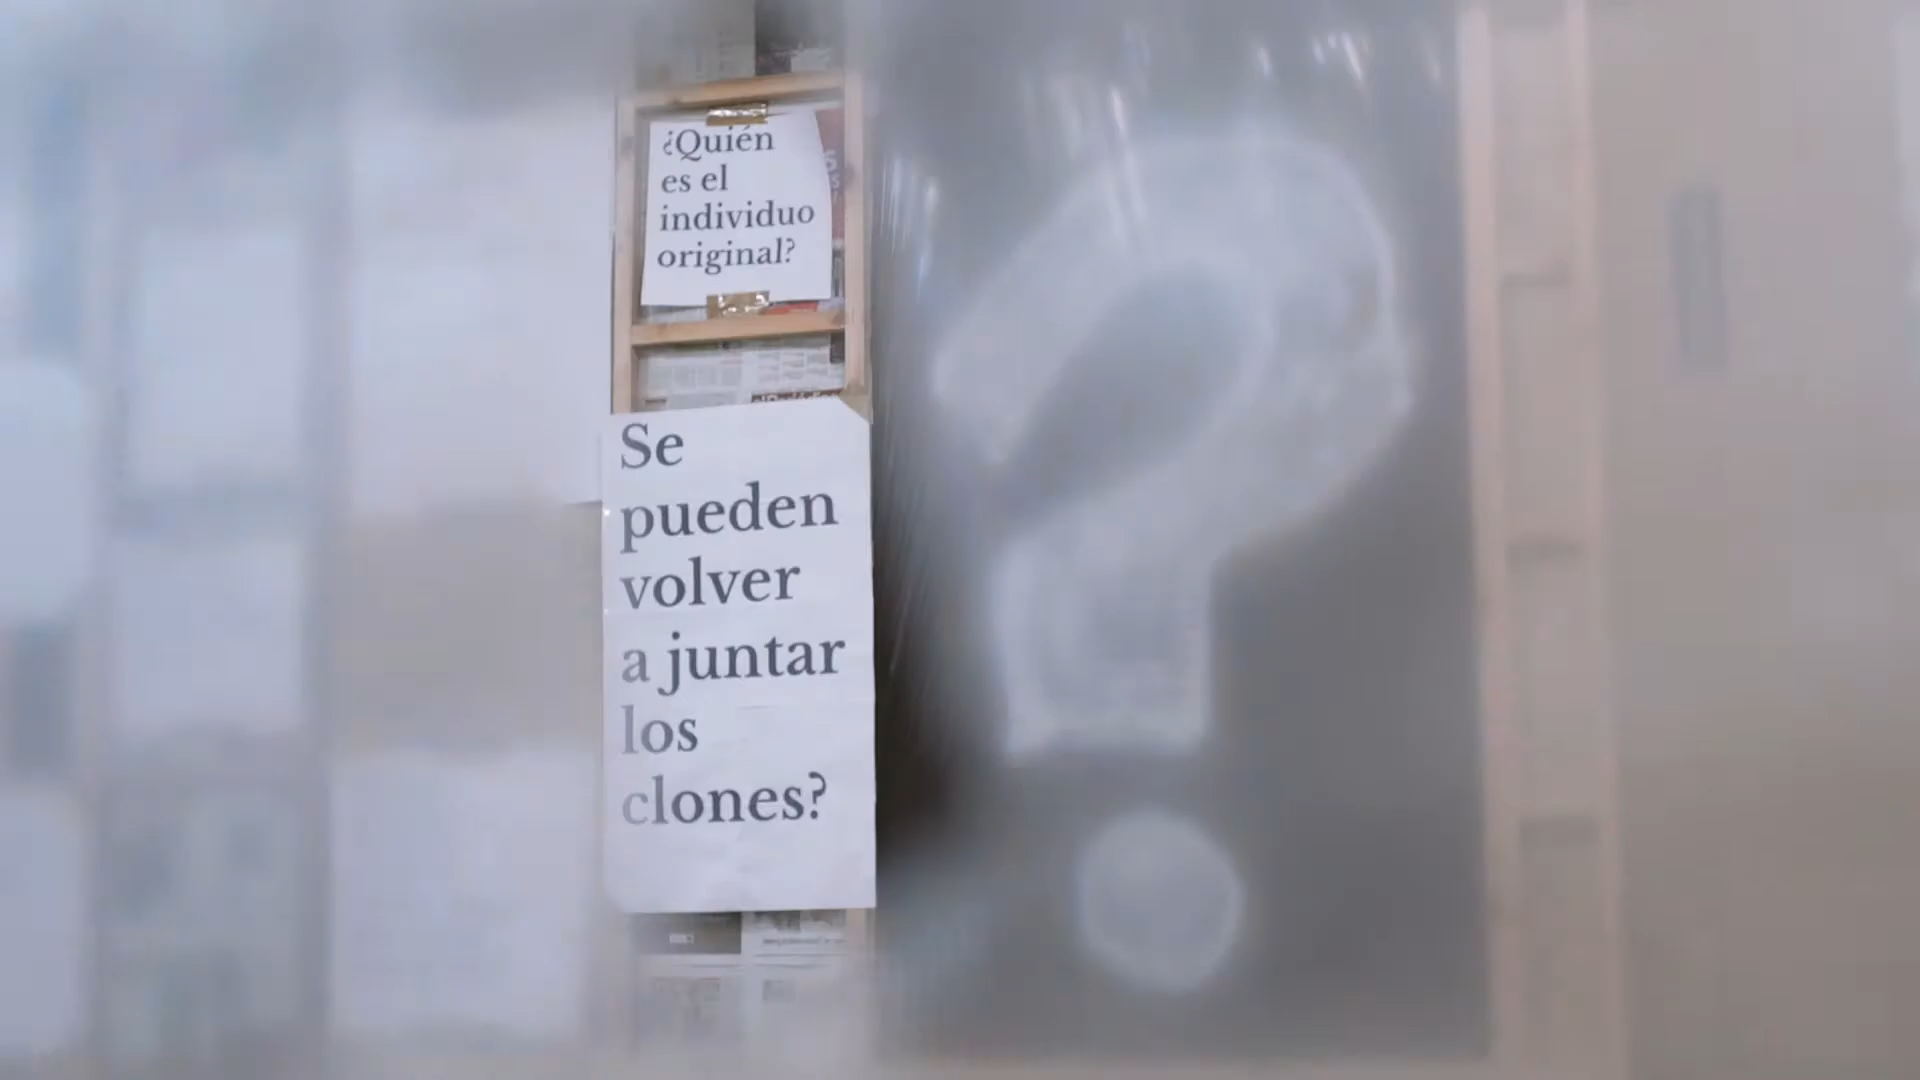 ¿Quién
es el
individuo
original?
Se
pueden
volver
a juntar
los
clones?
?